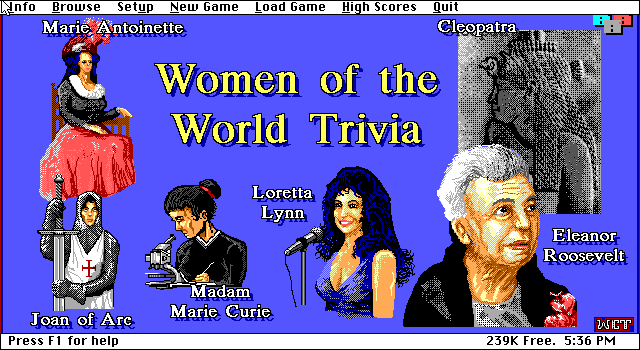 Info Browse Setup New Game Load Game High Scores Quit
Marie Antoinette
Cleopatra
Women of the
World Trivia
Loretta
Lynn
Eleanor
Roosevelt
Madam
Marie Curie
Joan of Arc
WCT
Press F1 for help 239K Free. 5:36 PM